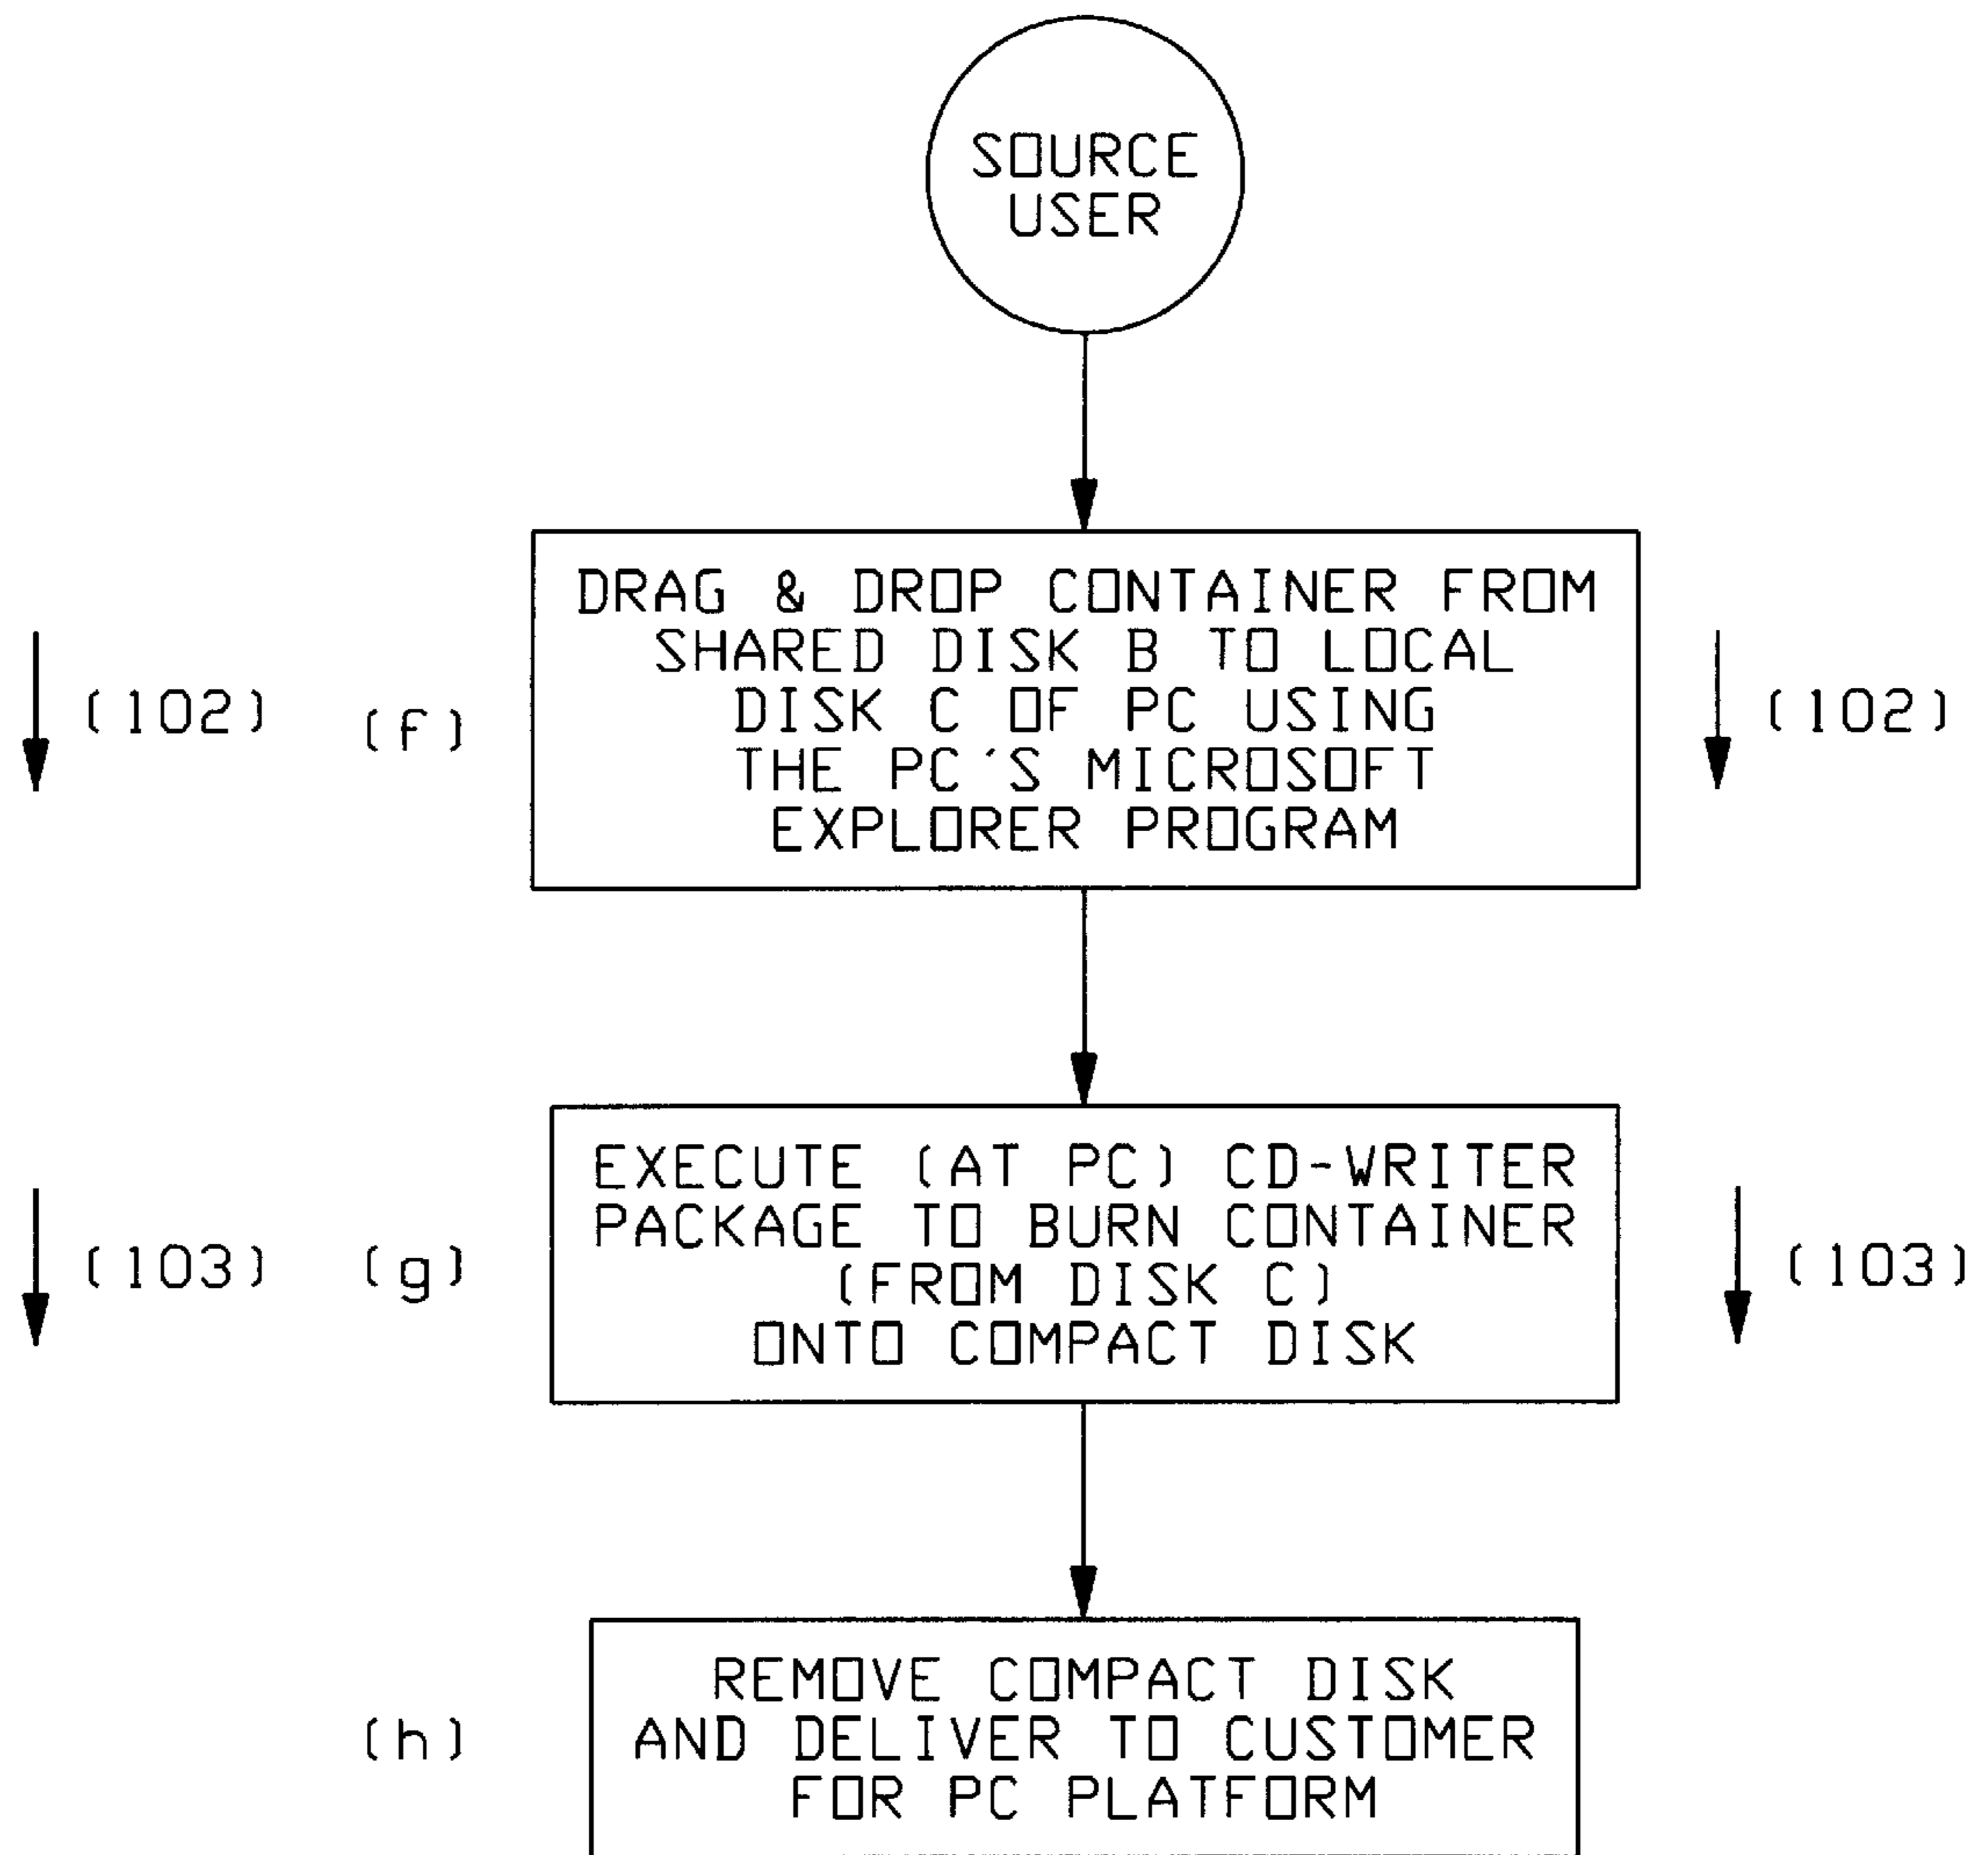 SOURCE
USER
DRAG & DROP CONTAINER FROM
SHARED DISK B TO LOCAL
DISK C OF PC USING
THE PC'S MICROSOFT
EXPLORER PROGRAM
(102)
(f)
(102)
EXECUTE (AT PC) CD-WRITER
PACKAGE TO BURN CONTAINER
(FROM DISK C)
ONTO COMPACT DISK
(103)
(g)
(103)
REMOVE COMPACT DISK
AND DELIVER TO CUSTOMER
FOR PC PLATFORM
(h)